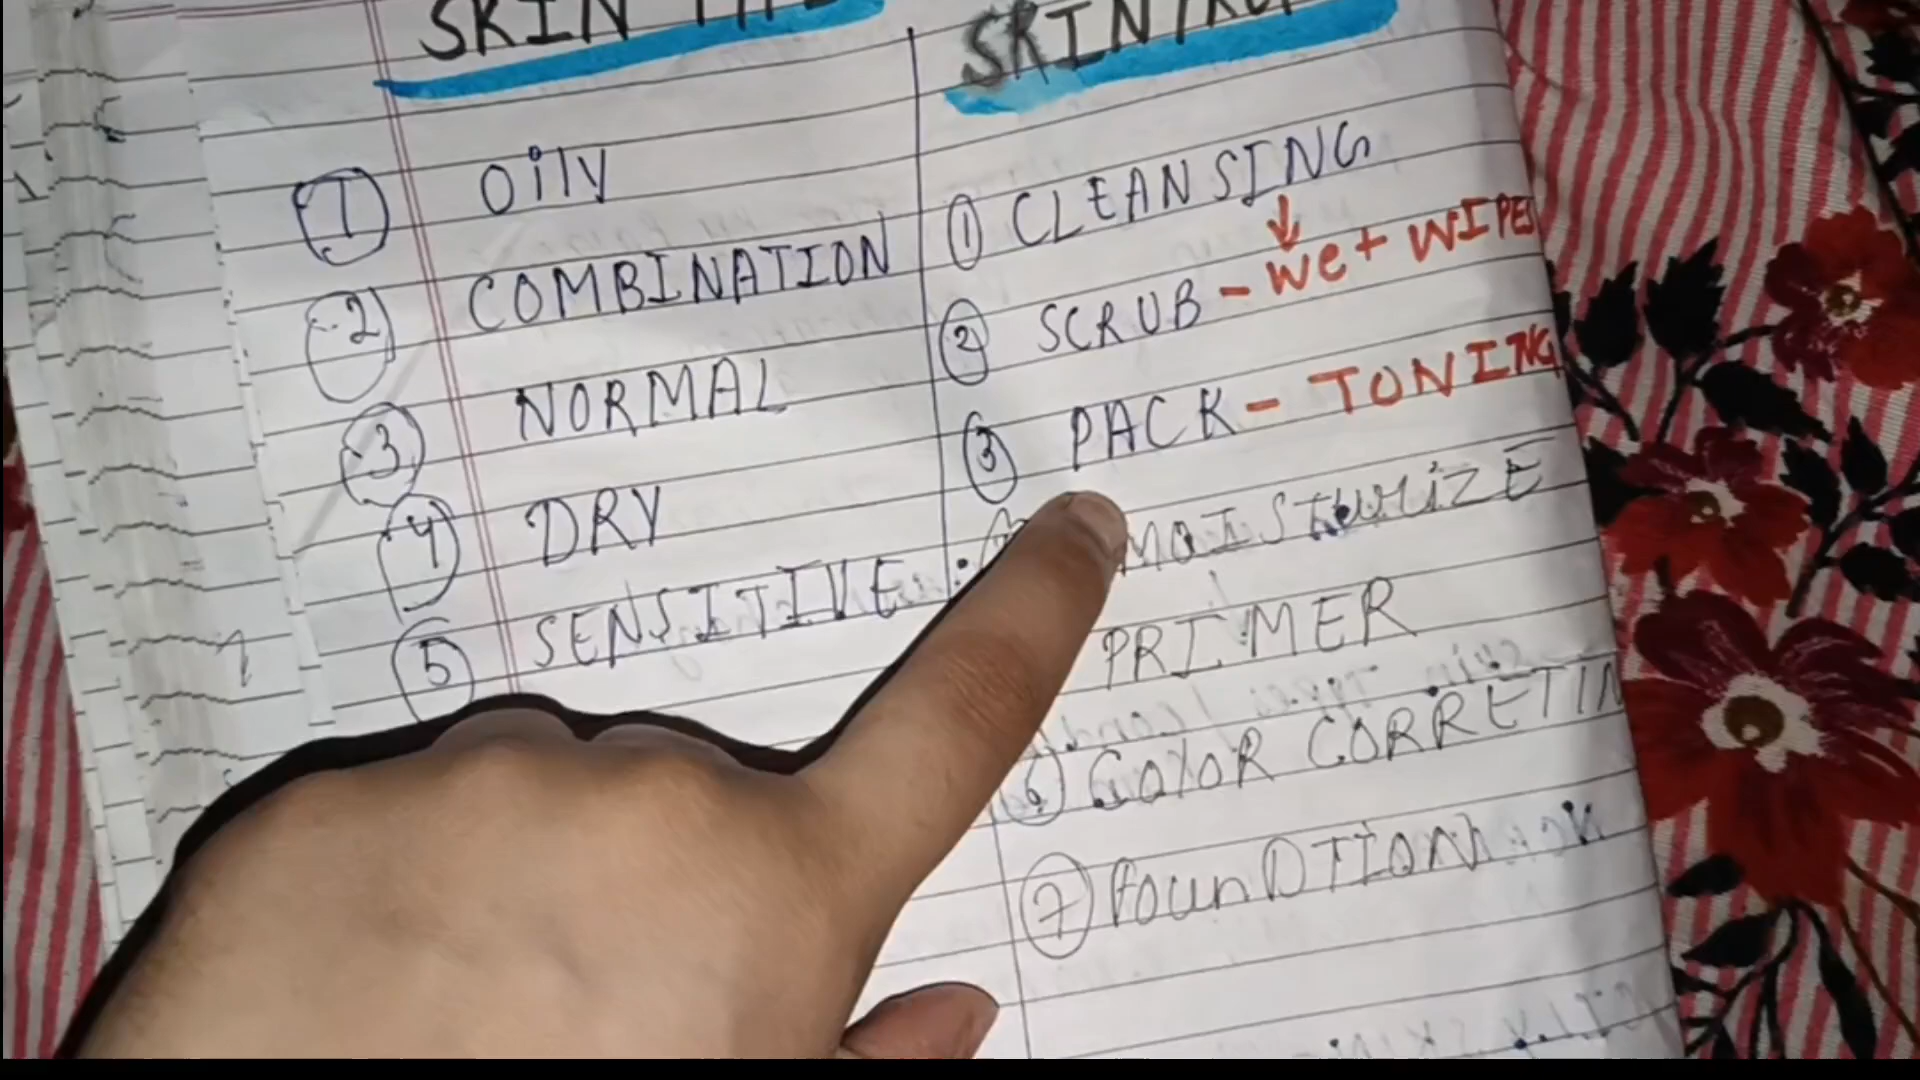 SKIN
① Oily
② COMBINATION
③ NORMAL
④ DRY
⑤ SENSITIVE
① CLEANSING
↓
② SCRUB - wet WIPES
③ PACK - TONING
MOISTURIZE
PRIMER
⑥ COLOR CORRETIN
⑦ founDTION